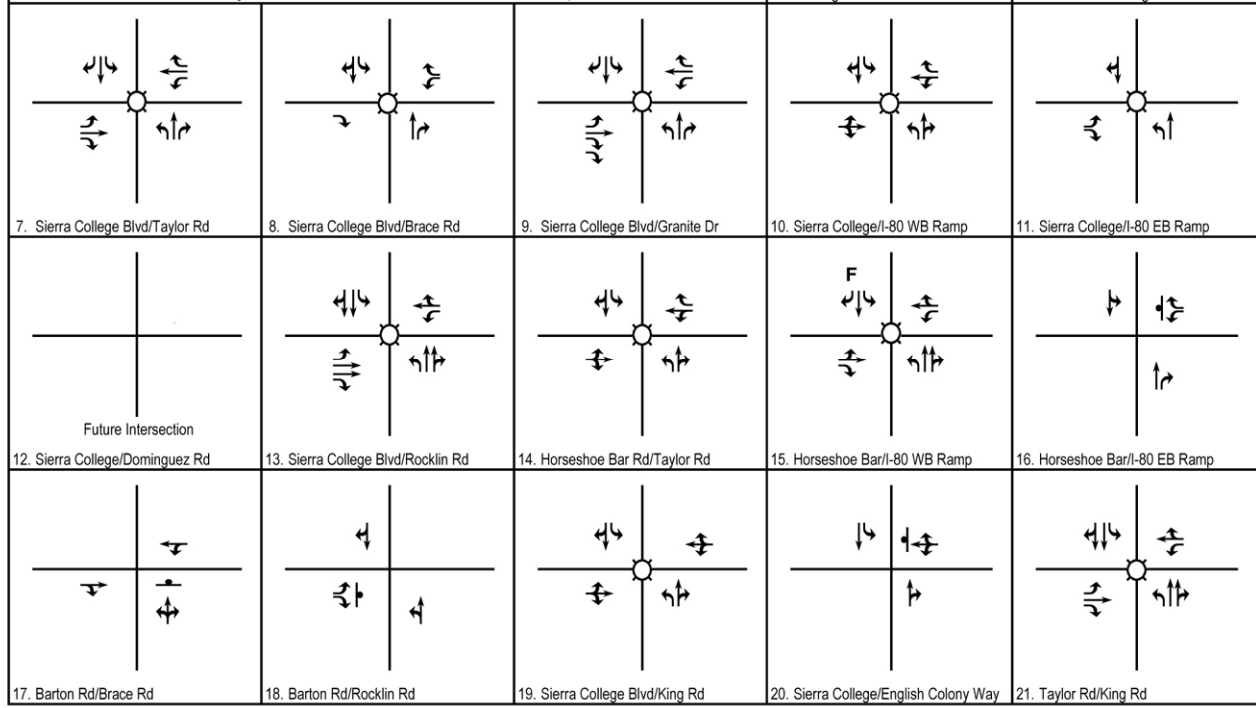 7. Sierra College Blvd/Taylor Rd
8. Sierra College Blvd/Brace Rd
9. Sierra College Blvd/Granite Dr
10. Sierra College/I-80 WB Ramp
11. Sierra College/I-80 EB Ramp
Future Intersection
12. Sierra College/Dominguez Rd
13. Sierra College Blvd/Rocklin Rd
14. Horseshoe Bar Rd/Taylor Rd
F
15. Horseshoe Bar/I-80 WB Ramp
16. Horseshoe Bar/I-80 EB Ramp
17. Barton Rd/Brace Rd
18. Barton Rd/Rocklin Rd
19. Sierra College Blvd/King Rd
20. Sierra College/English Colony Way
21. Taylor Rd/King Rd